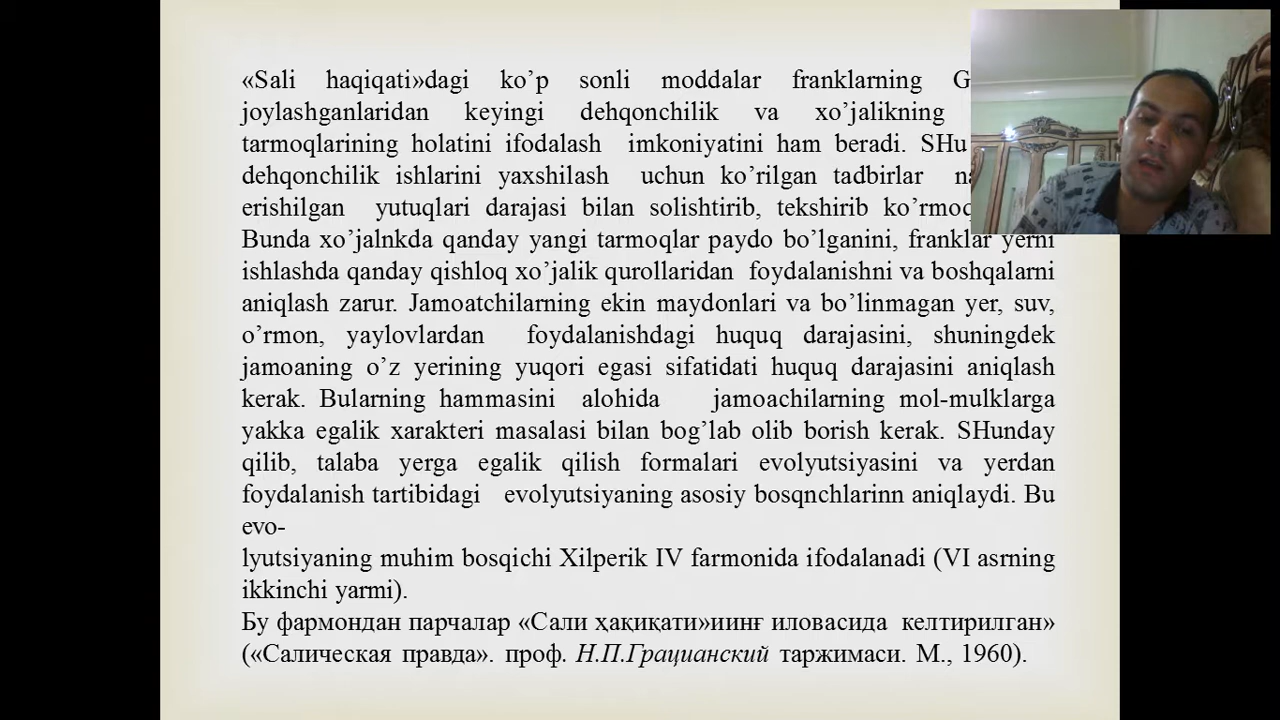 «Sali haqiqati»dagi ko’p sonli moddalar franklarning
joylashganlaridan keyingi dehqonchilik va xo’jalikning
tarmoqlarining holatini ifodalash imkoniyatini ham beradi.
dehqonchilik ishlarini yaxshilash uchun ko’rilgan tadbirlar
erishilgan yutuqlari darajasi bilan solishtirib, tekshirib
Bunda xo’jalnkda qanday yangi tarmoqlar paydo bo’lganini, franklar yerni
ishlashda qanday qishloq xo’jalik qurollaridan foydalanishni va boshqalarni
aniqlash zarur. Jamoatchilarning ekin maydonlari va bo’linmagan yer, suv,
o’rmon, yaylovlardan foydalanishdagi huquq darajasini, shuningdek
jamoaning o’z yerining yuqori egasi sifatidati huquq darajasini aniqlash
kerak. Bularning hammasini alohida jamoachilarning mol-mulklarga
yakka egalik xarakteri masalasi bilan bog’lab olib borish kerak. SHunday
qilib, talaba yerga egalik qilish formalari evolyutsiyasini va yerdan
foydalanish tartibidagi evolyutsiyaning asosiy bosqnchlarinn aniqlaydi. Bu
evo-
lyutsiyaning muhim bosqichi Xilperik IV farmonida ifodalanadi (VI asrning
ikkinchi yarmi).
Бу фармондан парчалар «Сали ҳақиқати»иинғ иловасида келтирилган»
(«Салическая правда». проф. Н.П.Грацианский таржимаси. М., 1960).